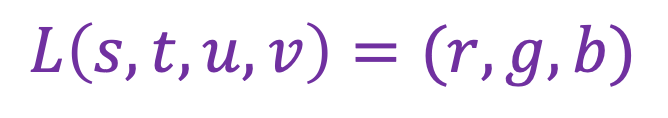 L(s, t, u, v) = (r, g, b)